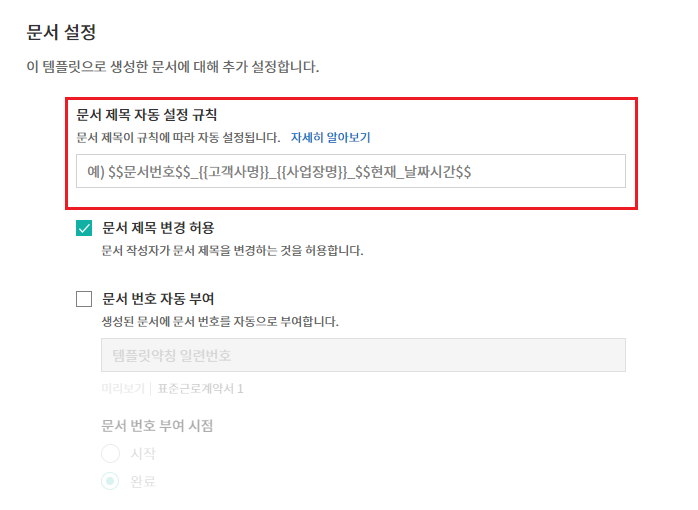 문서 설정
이 템플릿으로 생성한 문서에 대해 추가 설정합니다.
문서 제목 자동 설정 규칙
문서 제목이 규칙에 따라 자동 설정됩니다. 자세히 알아보기
예) $$문서번호$$_{{고객사명}}_{{사업장명}}_$$현재_날짜시간$$
문서 제목 변경 허용
문서 작성자가 문서 제목을 변경하는 것을 허용합니다.
문서 번호 자동 부여
생성된 문서에 문서 번호를 자동으로 부여합니다.
템플릿약칭 일련번호
미리보기 | 표준근로계약서 1
문서 번호 부여 시점
시작
완료